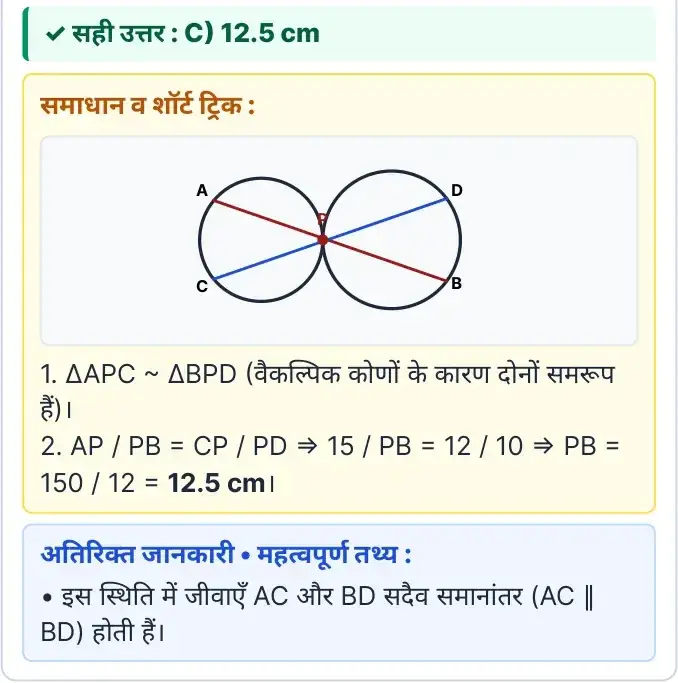 ✓ सही उत्तर : C) 12.5 cm
समाधान व शॉर्ट ट्रिक :
A
D
P
C
B
1. ΔAPC ~ ΔBPD (वैकल्पिक कोणों के कारण दोनों समरूप
हैं)।
2. AP / PB = CP / PD ⇒ 15 / PB = 12 / 10 ⇒ PB =
150 / 12 = 12.5 cm।
अतिरिक्त जानकारी • महत्वपूर्ण तथ्य :
• इस स्थिति में जीवाएँ AC और BD सदैव समानांतर (AC ∥
BD) होती हैं।